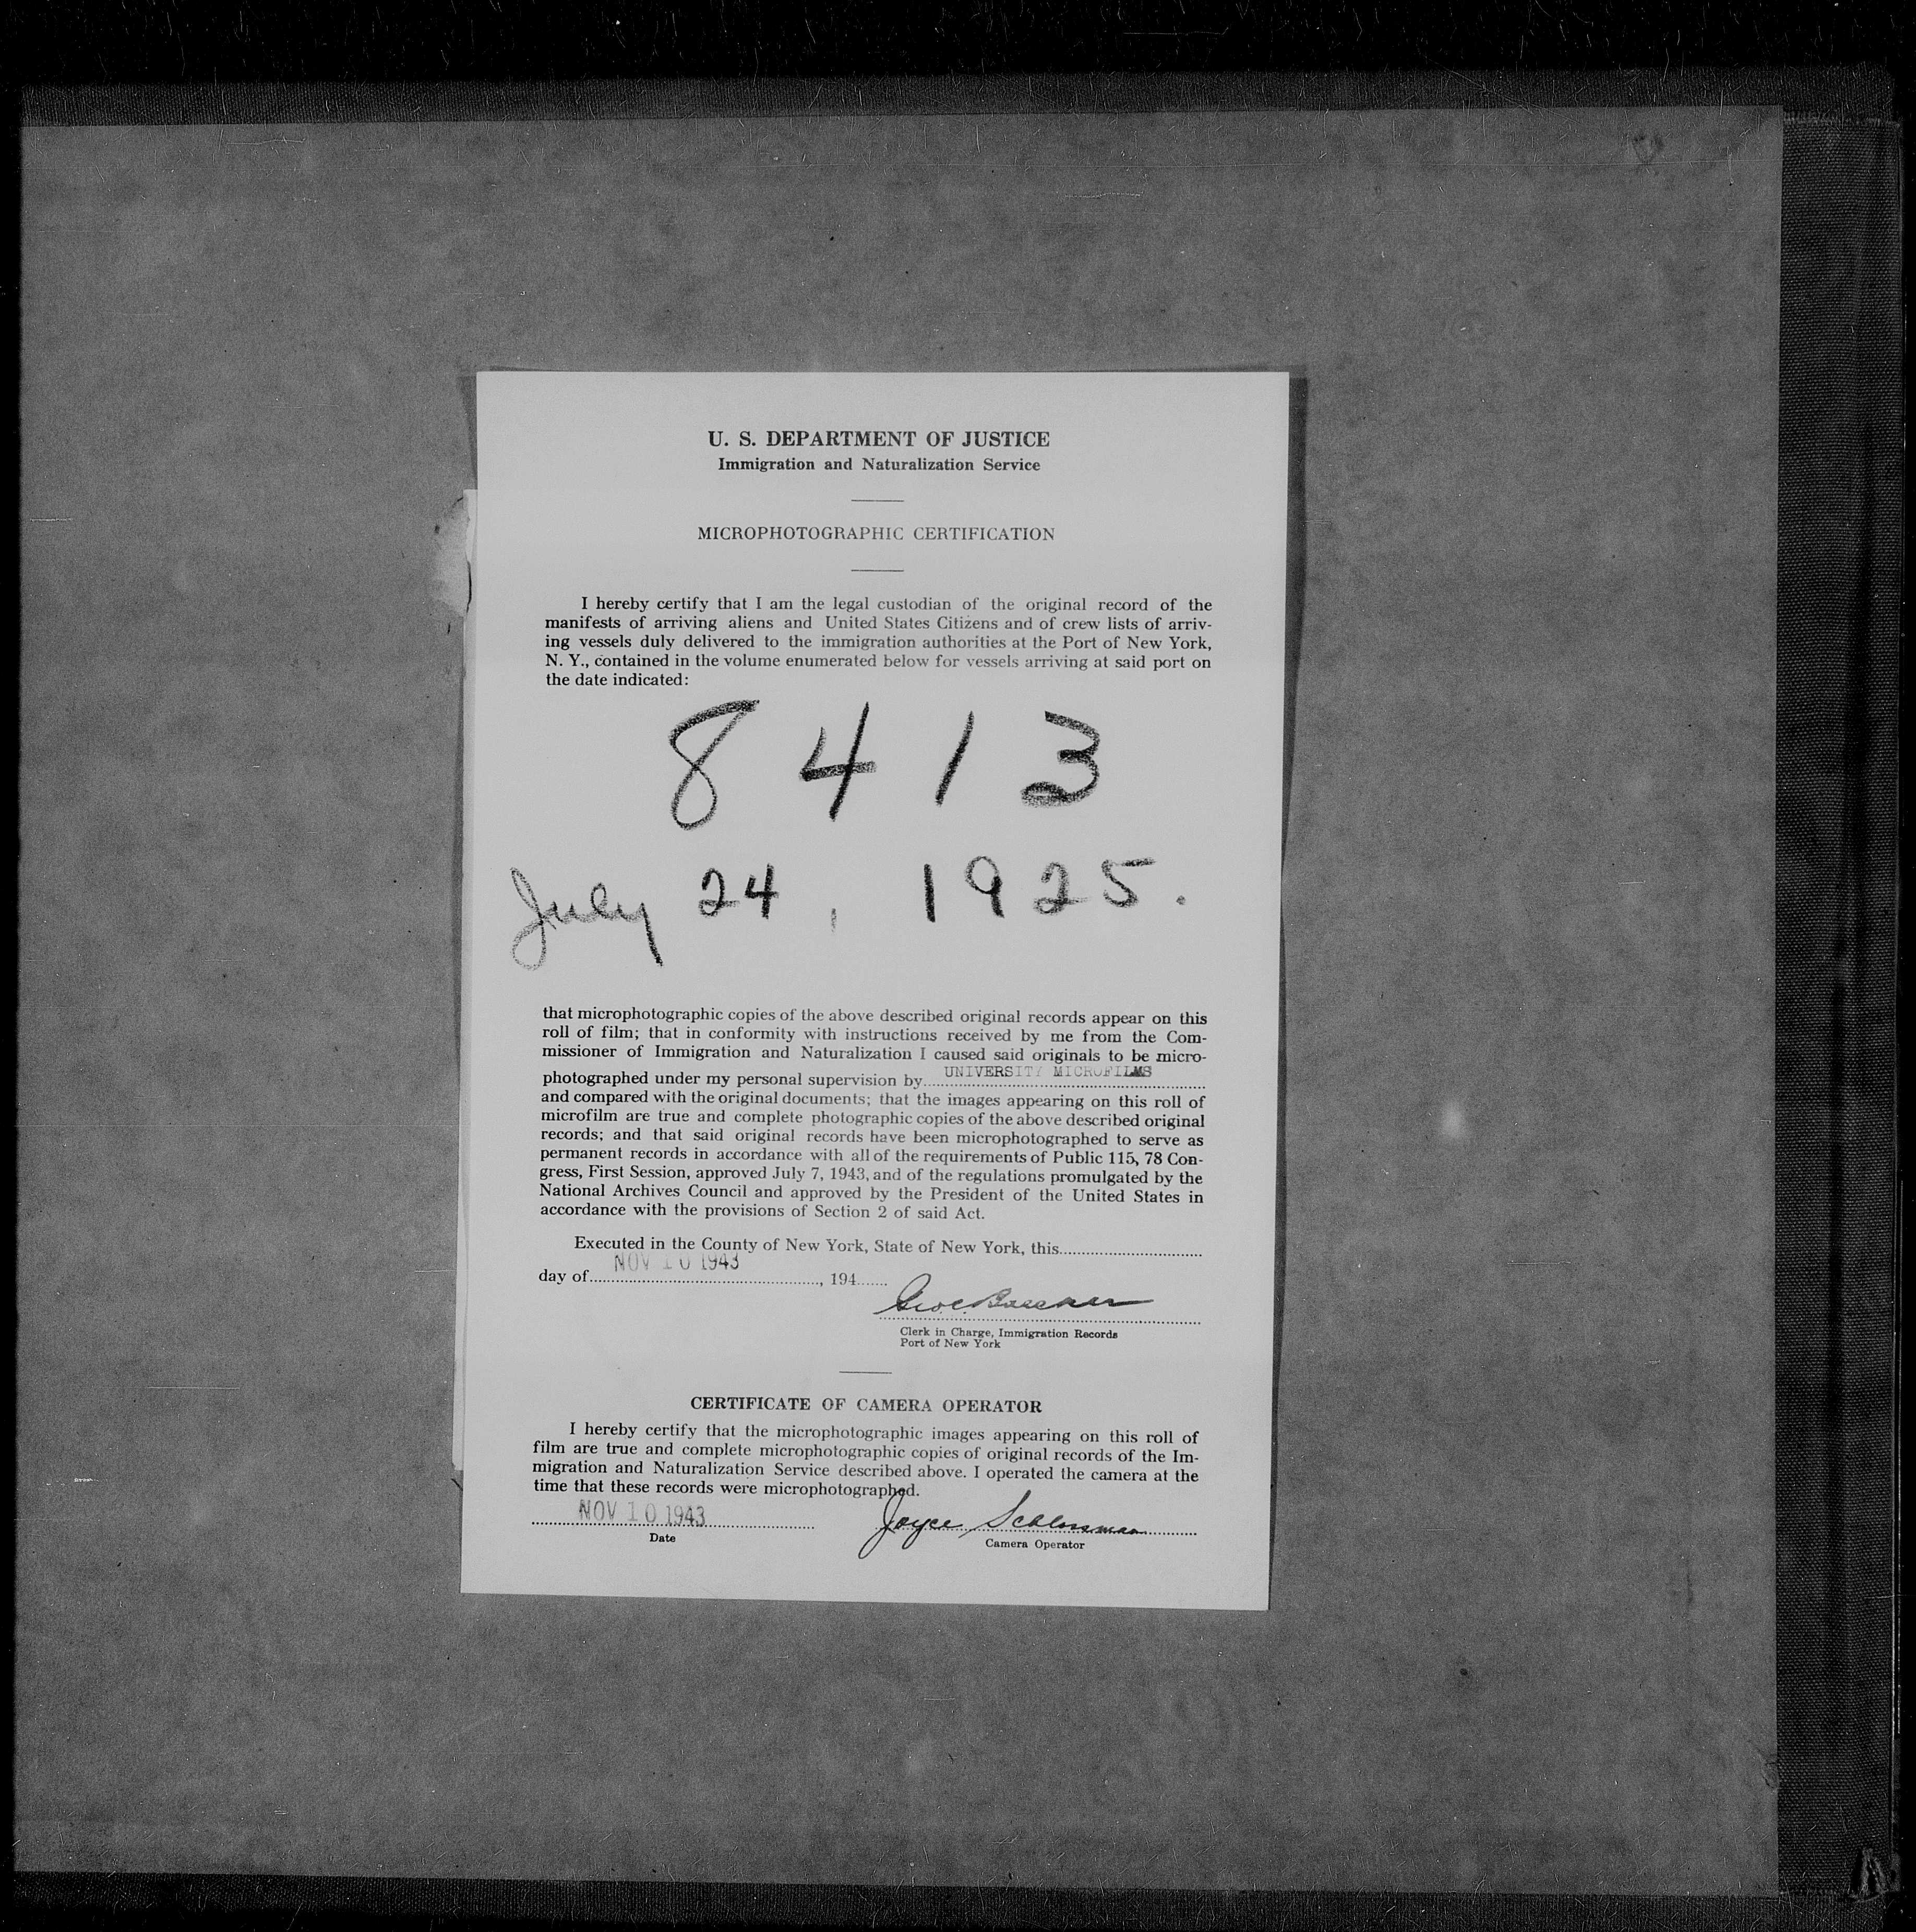 U. S. DEPARTMENT OF JUSTICE
Immigration and Naturalization Service
MICROPHOTOGRAPHIC CERTIFICATION
I hereby certify that I am the legal custodian of the original record of the
manifests of arriving aliens and United States Citizens and of crew lists of arriv-
ing vessels duly delivered to the immigration authorities at the Port of New York,
N. Y., contained in the volume enumerated below for vessels arriving at said port on
the date indicated:
8 4 1 3
July 24, 1925.
that microphotographic copies of the above described original records appear on this
roll of film; that in conformity with instructions received by me from the Com-
missioner of Immigration and Naturalization I caused said originals to be micro-
photographed under my personal supervision by UNIVERSITY MICROFILMS
and compared with the original documents; that the images appearing on this roll of
microfilm are true and complete photographic copies of the above described original
records; and that said original records have been microphotographed to serve as
permanent records in accordance with all of the requirements of Public 115, 78 Con-
gress, First Session, approved July 7, 1943, and of the regulations promulgated by the
National Archives Council and approved by the President of the United States in
accordance with the provisions of Section 2 of said Act.
Executed in the County of New York, State of New York, this
NOV 10 1943
day of , 194
Clerk in Charge, Immigration Records
Port of New York
CERTIFICATE OF CAMERA OPERATOR
I hereby certify that the microphotographic images appearing on this roll of
film are true and complete microphotographic copies of original records of the Im-
migration and Naturalization Service described above. I operated the camera at the
time that these records were microphotographed.
NOV 10 1943 Joyce Schlossman
Date Camera Operator